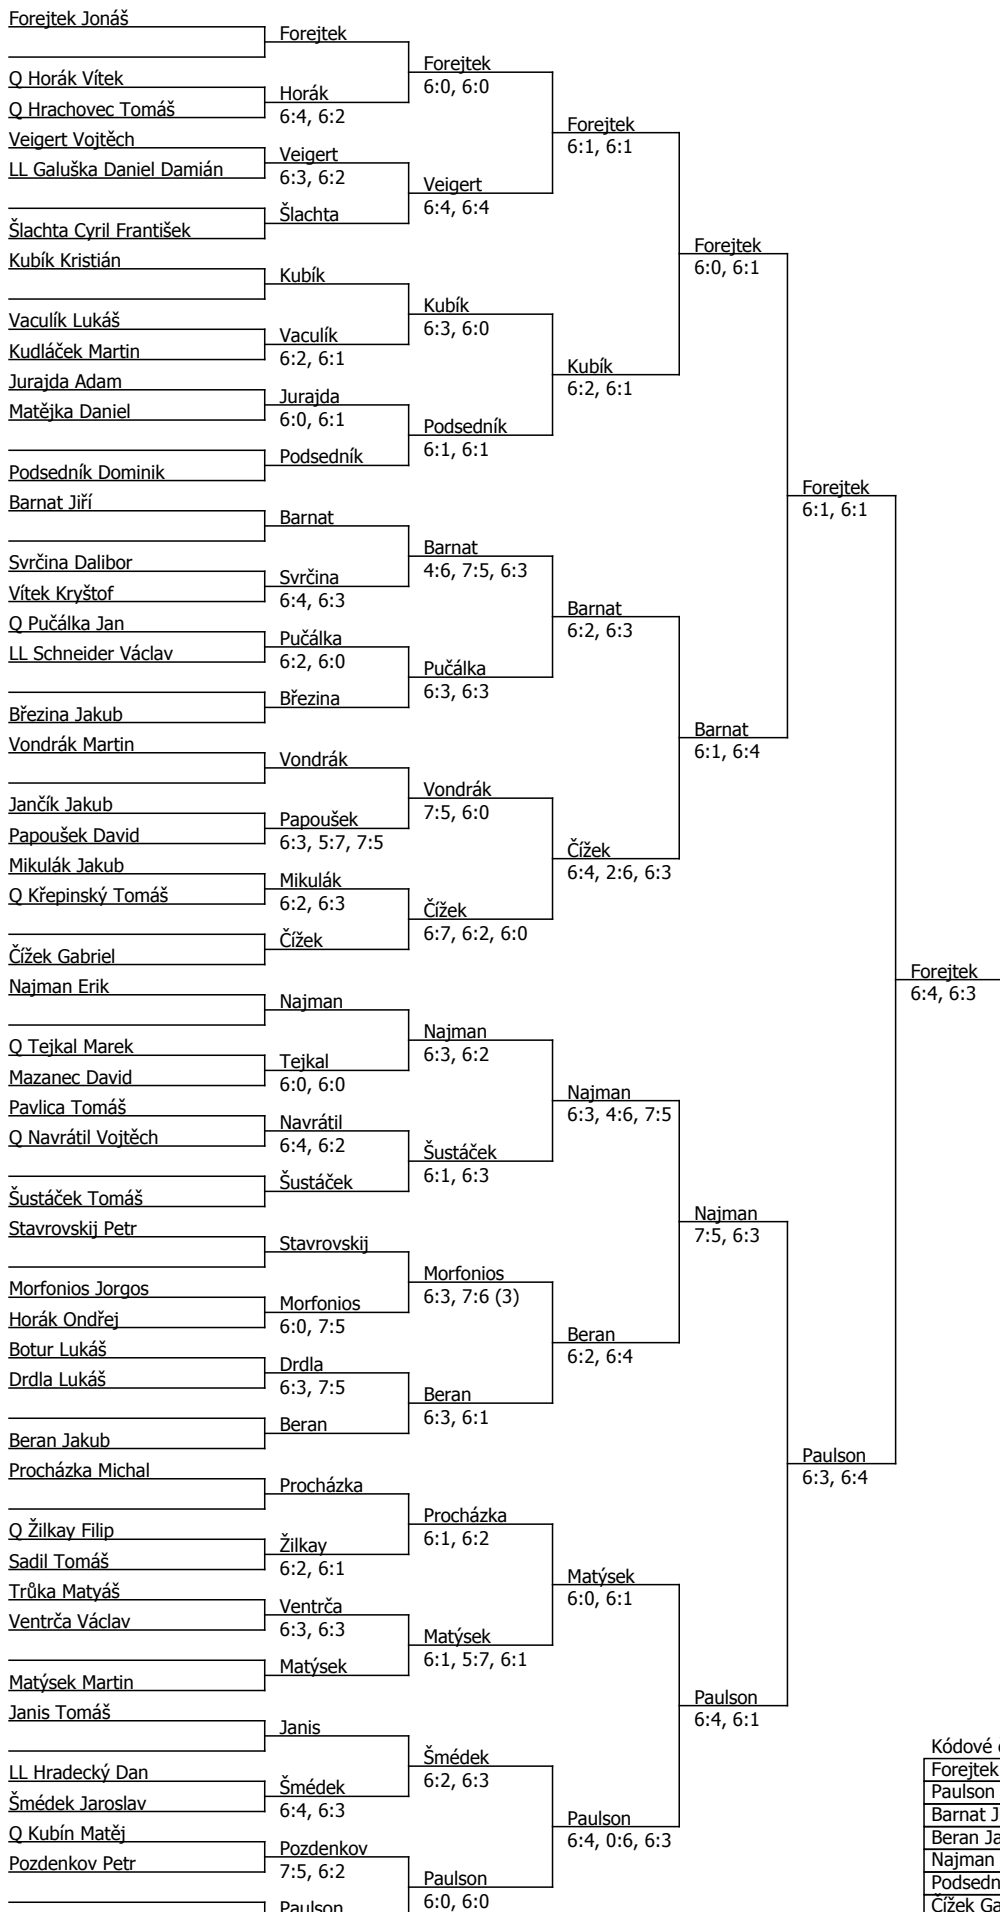 Forejtek Jonáš
Q Horák Vítek
Q Hrachovec Tomáš
Veigert Vojtěch
LL Galuška Daniel Damián
Šlachta Cyril František
Kubík Kristián
Vaculík Lukáš
Kudláček Martin
Jurajda Adam
Matějka Daniel
Podsedník Dominik
Barnat Jiří
Svrčina Dalibor
Vítek Kryštof
Q Pučálka Jan
LL Schneider Václav
Březina Jakub
Vondrák Martin
Jančík Jakub
Papoušek David
Mikulák Jakub
Q Křepinský Tomáš
Čížek Gabriel
Najman Erik
Q Tejkal Marek
Mazanec David
Pavlica Tomáš
Q Navrátil Vojtěch
Šustáček Tomáš
Stavrovskij Petr
Morfonios Jorgos
Horák Ondřej
Botur Lukáš
Drdla Lukáš
Beran Jakub
Procházka Michal
Q Žilkay Filip
Sadil Tomáš
Trůka Matyáš
Ventrča Václav
Matýsek Martin
Janis Tomáš
LL Hradecký Dan
Šmédek Jaroslav
Q Kubín Matěj
Pozdenkov Petr
Forejtek
Horák
6:4, 6:2
Veigert
6:3, 6:2
Šlachta
Kubík
Vaculík
6:2, 6:1
Jurajda
6:0, 6:1
Podsedník
Barnat
Svrčina
6:4, 6:3
Pučálka
6:2, 6:0
Březina
Vondrák
Papoušek
6:3, 5:7, 7:5
Mikulák
6:2, 6:3
Čížek
Najman
Tejkal
6:0, 6:0
Navrátil
6:4, 6:2
Šustáček
Stavrovskij
Morfonios
6:0, 7:5
Drdla
6:3, 7:5
Beran
Procházka
Žilkay
6:2, 6:1
Ventrča
6:3, 6:3
Matýsek
Janis
Šmédek
6:4, 6:3
Pozdenkov
7:5, 6:2
Paulson
Forejtek
6:0, 6:0
Veigert
6:4, 6:4
Kubík
6:3, 6:0
Podsedník
6:1, 6:1
Barnat
4:6, 7:5, 6:3
Pučálka
6:3, 6:3
Vondrák
7:5, 6:0
Čížek
6:7, 6:2, 6:0
Najman
6:3, 6:2
Šustáček
6:1, 6:3
Morfonios
6:3, 7:6 (3)
Beran
6:3, 6:1
Procházka
6:1, 6:2
Matýsek
6:1, 5:7, 6:1
Šmédek
6:2, 6:3
Paulson
6:0, 6:0
Forejtek
6:1, 6:1
Kubík
6:2, 6:1
Barnat
6:2, 6:3
Čížek
6:4, 2:6, 6:3
Najman
6:3, 4:6, 7:5
Beran
6:2, 6:4
Matýsek
6:0, 6:1
Paulson
6:4, 0:6, 6:3
Forejtek
6:0, 6:1
Barnat
6:1, 6:4
Najman
7:5, 6:3
Paulson
6:4, 6:1
Forejtek
6:1, 6:1
Paulson
6:3, 6:4
Forejtek
6:4, 6:3
Kódové
Forejtek
Paulson
Barnat J
Beran Ja
Najman
Podsedn
Čížek Ga